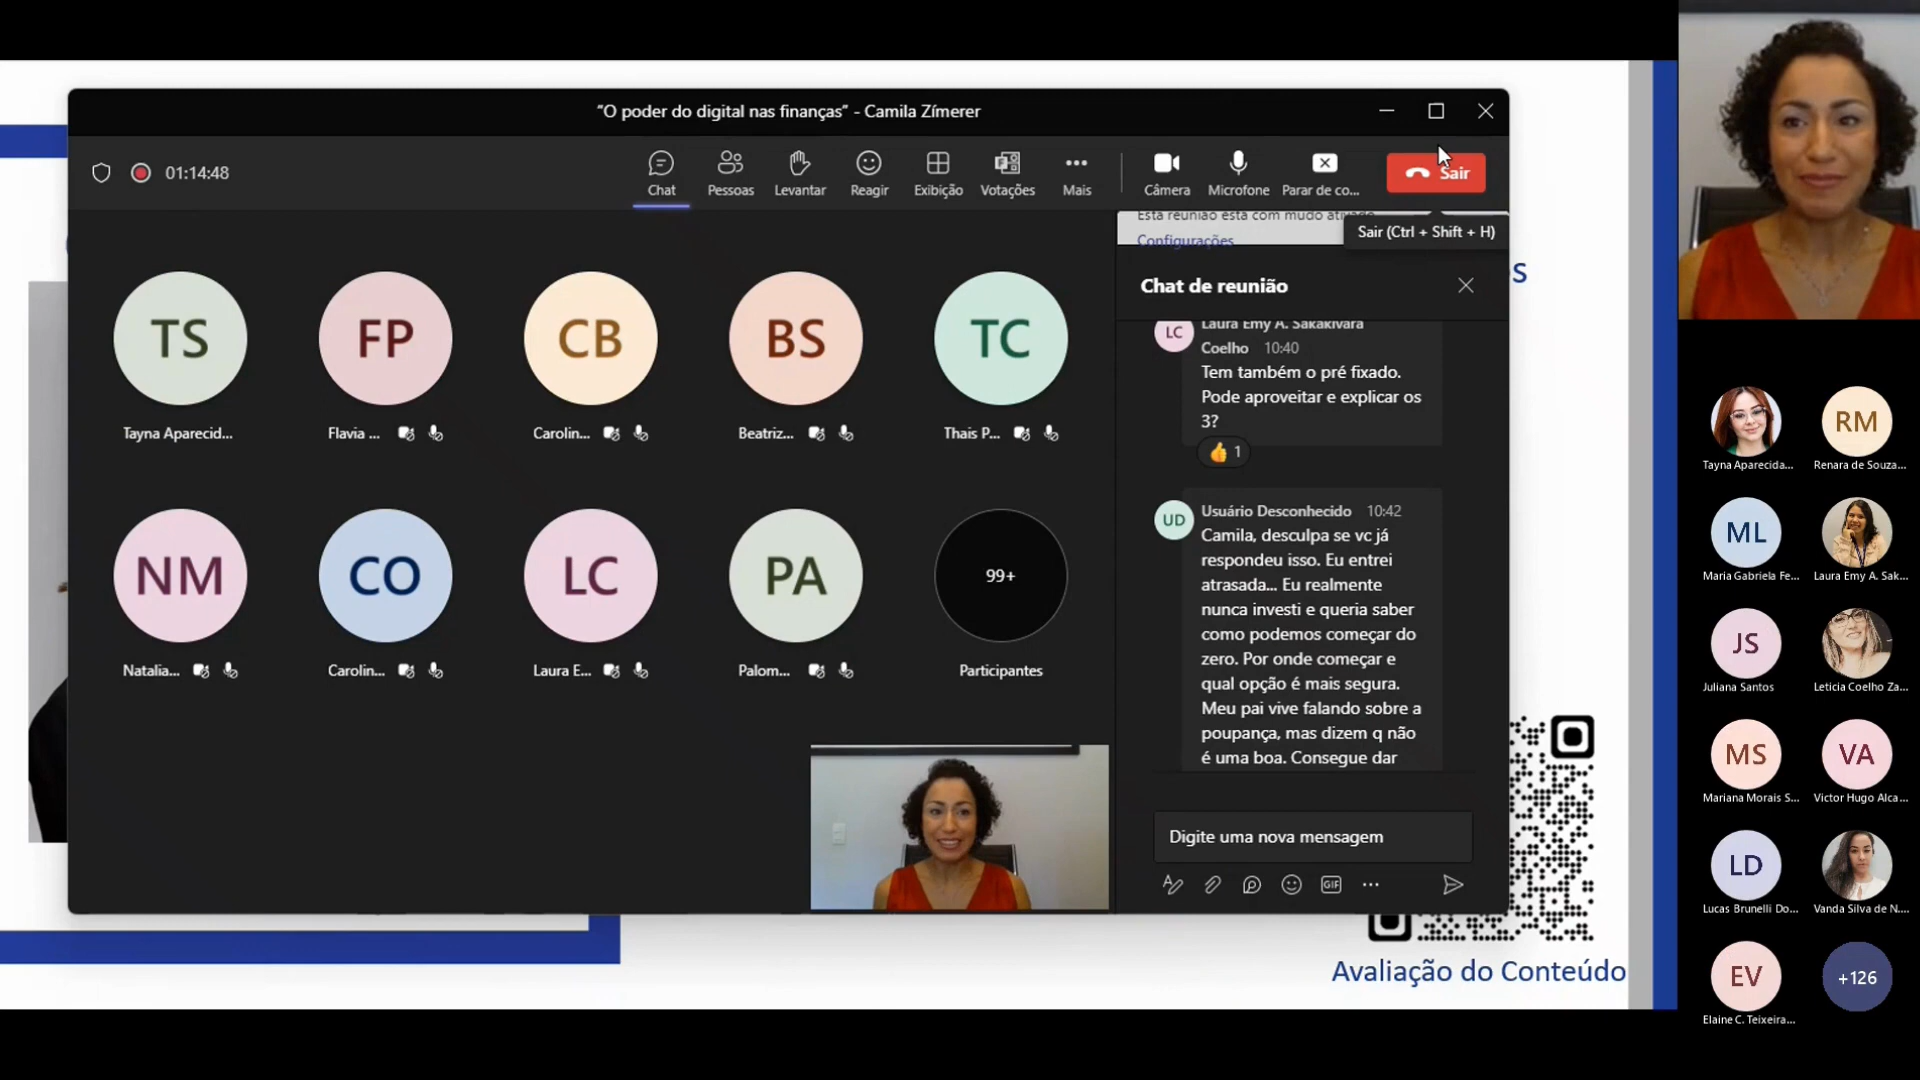 "O poder do digital nas finanças" - Camila Zímerer
01:14:48
Chat
Pessoas
Levantar
Reagir
Exibição
Votações
Mais
Câmera
Microfone
Parar de co...
Sair
Esta reunião está com mudo ativado
Configurações
Sair (Ctrl + Shift + H)
Chat de reunião
TS
FP
CB
BS
TC
Tayna Aparecid...
Flavia ...
Carolin...
Beatriz...
Thais P...
NM
CO
LC
PA
99+
Natalia...
Carolin...
Laura E...
Palom...
Participantes
LC
Laura Emy A. Sakakivara
Coelho 10:40
Tem também o pré fixado.
Pode aproveitar e explicar os
3?
1
UD
Usuário Desconhecido 10:42
Camila, desculpa se vc já
respondeu isso. Eu entrei
atrasada... Eu realmente
nunca investi e queria saber
como podemos começar do
zero. Por onde começar e
qual opção é mais segura.
Meu pai vive falando sobre a
poupança, mas dizem q não
é uma boa. Consegue dar
Digite uma nova mensagem
GIF
s
Avaliação do Conteúdo
Tayna Aparecida...
RM
Renara de Souza...
ML
Maria Gabriela Fe...
Laura Emy A. Sak...
JS
Juliana Santos
Leticia Coelho Za...
MS
Mariana Morais S...
VA
Victor Hugo Alca...
LD
Lucas Brunelli Do...
Vanda Silva de N...
EV
Elaine C. Teixeira...
+126